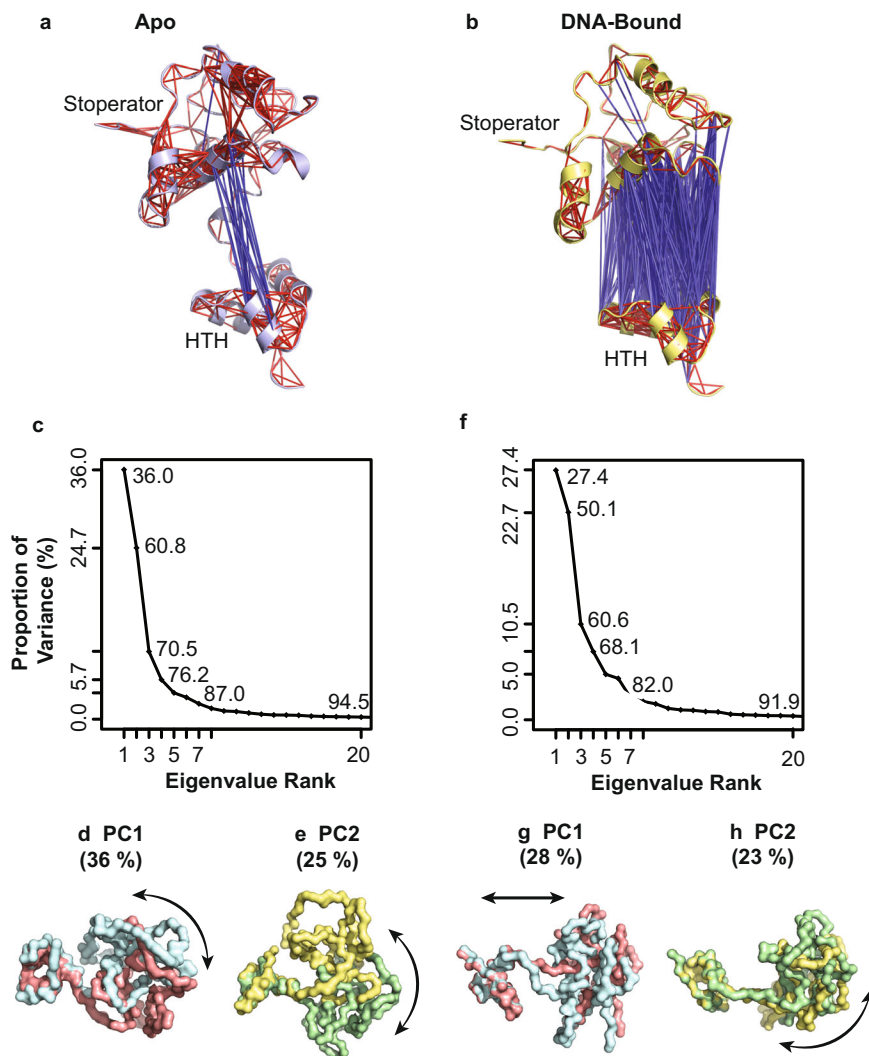 a Apo
b DNA-Bound
Stoperator
Stoperator
HTH
HTH
c
Proportion of
Variance (%)
36.0
24.7
5.7
0.0
36.0
60.8
70.5
76.2
87.0
94.5
1 3 5 7 20
Eigenvalue Rank
f
27.4
22.7
10.5
5.0
0.0
27.4
50.1
60.6
68.1
82.0
91.9
1 3 5 7 20
Eigenvalue Rank
d PC1
(36 %)
e PC2
(25 %)
g PC1
(28 %)
h PC2
(23 %)